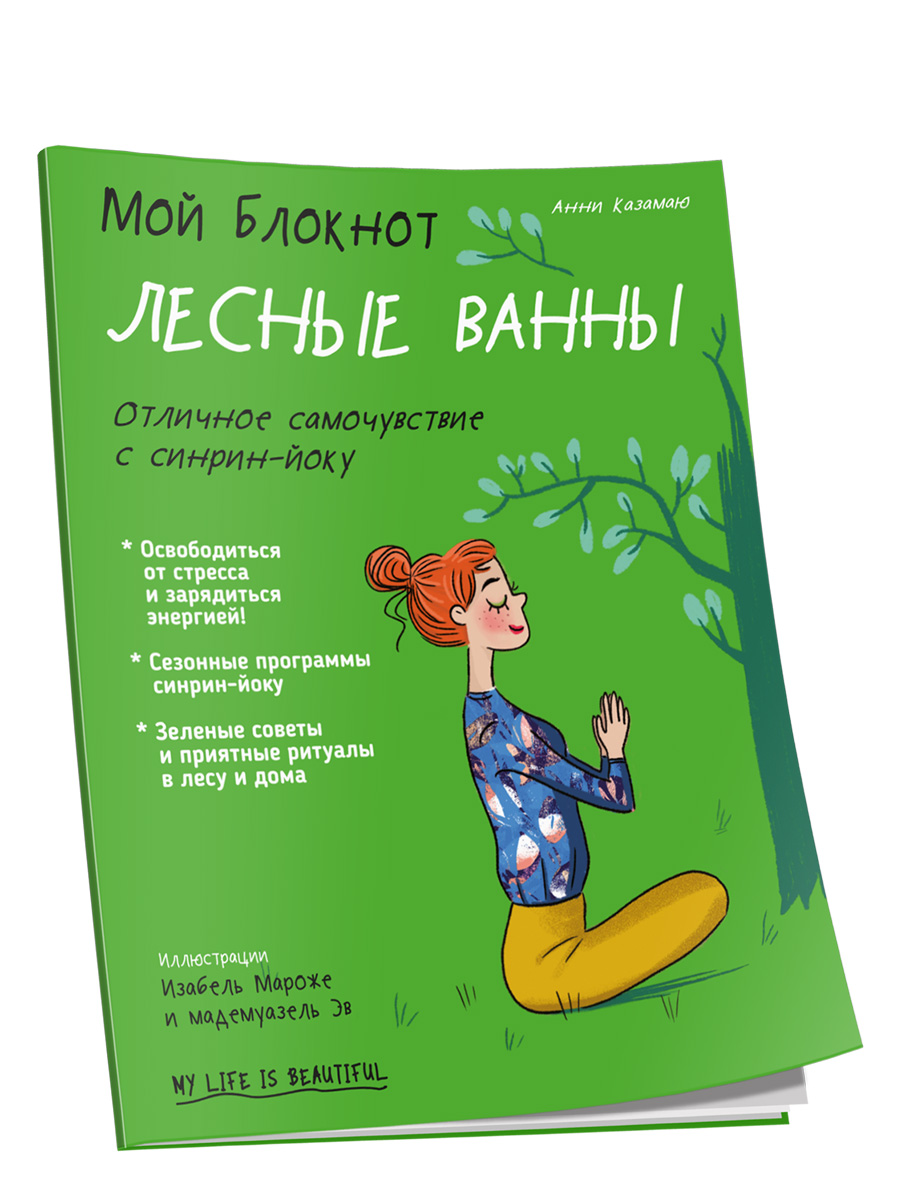 Мой Блокнот
Анни Казамаю
ЛЕСНЫЕ ВАННЫ
Отличное самочувствие
с синрин-йоку
* Освободиться
от стресса
и зарядиться
энергией!
* Сезонные программы
синрин-йоку
* Зеленые советы
и приятные ритуалы
в лесу и дома
Иллюстрации
Изабель Мароже
и мадемуазель Эв
MY LIFE IS BEAUTIFUL